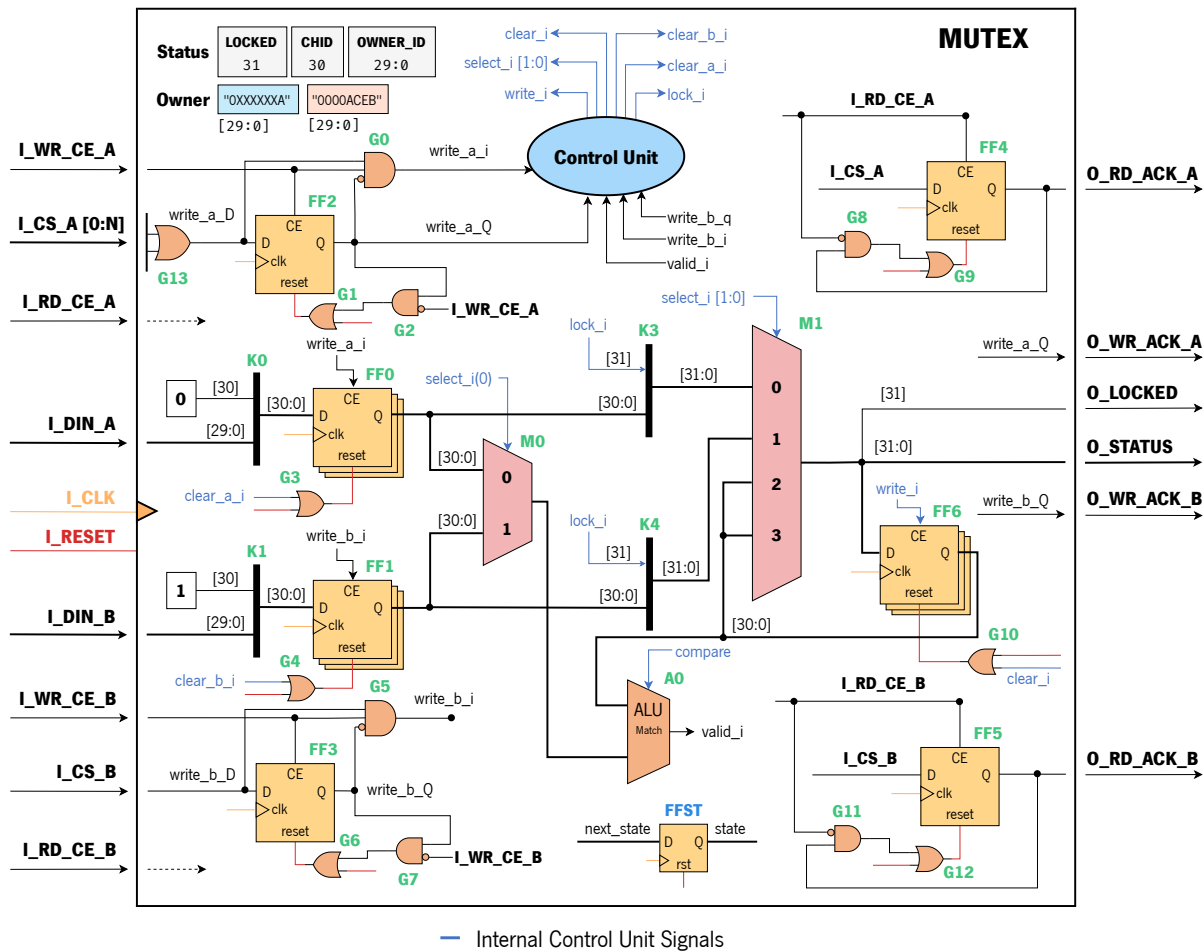 MUTEX
Status
LOCKED
31
CHID
30
OWNER_ID
29:0
Owner
"0XXXXXXA"
"0000ACEB"
[29:0]
[29:0]
clear_i
select_i [1:0]
write_i
clear_b_i
clear_a_i
lock_i
Control Unit
write_b_q
write_b_i
valid_i
I_WR_CE_A
I_CS_A [0:N]
I_RD_CE_A
I_DIN_A
I_CLK
I_RESET
I_DIN_B
I_WR_CE_B
I_CS_B
I_RD_CE_B
G0
write_a_i
write_a_D
G13
FF2
CE
D
Q
clk
reset
write_a_Q
G1
G2
I_WR_CE_A
write_a_i
K0
0
[30]
[29:0]
[30:0]
FF0
CE
D
Q
clk
reset
G3
clear_a_i
write_b_i
K1
1
[30]
[29:0]
[30:0]
FF1
CE
D
Q
clk
reset
G4
clear_b_i
G5
write_b_i
write_b_D
FF3
CE
D
Q
clk
reset
write_b_Q
G6
G7
I_WR_CE_B
select_i(0)
M0
[30:0]
0
[30:0]
1
lock_i
K3
[31]
[31:0]
[30:0]
lock_i
K4
[31]
[31:0]
[30:0]
select_i [1:0]
M1
0
1
2
3
[30:0]
compare
A0
ALU
Match
valid_i
FFST
next_state
D
Q
state
rst
I_RD_CE_A
FF4
I_CS_A
CE
D
Q
clk
reset
G8
G9
write_a_Q
[31]
[31:0]
write_i
write_b_Q
FF6
CE
D
Q
clk
reset
G10
clear_i
I_RD_CE_B
FF5
I_CS_B
CE
D
Q
clk
reset
G11
G12
O_RD_ACK_A
O_WR_ACK_A
O_LOCKED
O_STATUS
O_WR_ACK_B
O_RD_ACK_B
Internal Control Unit Signals